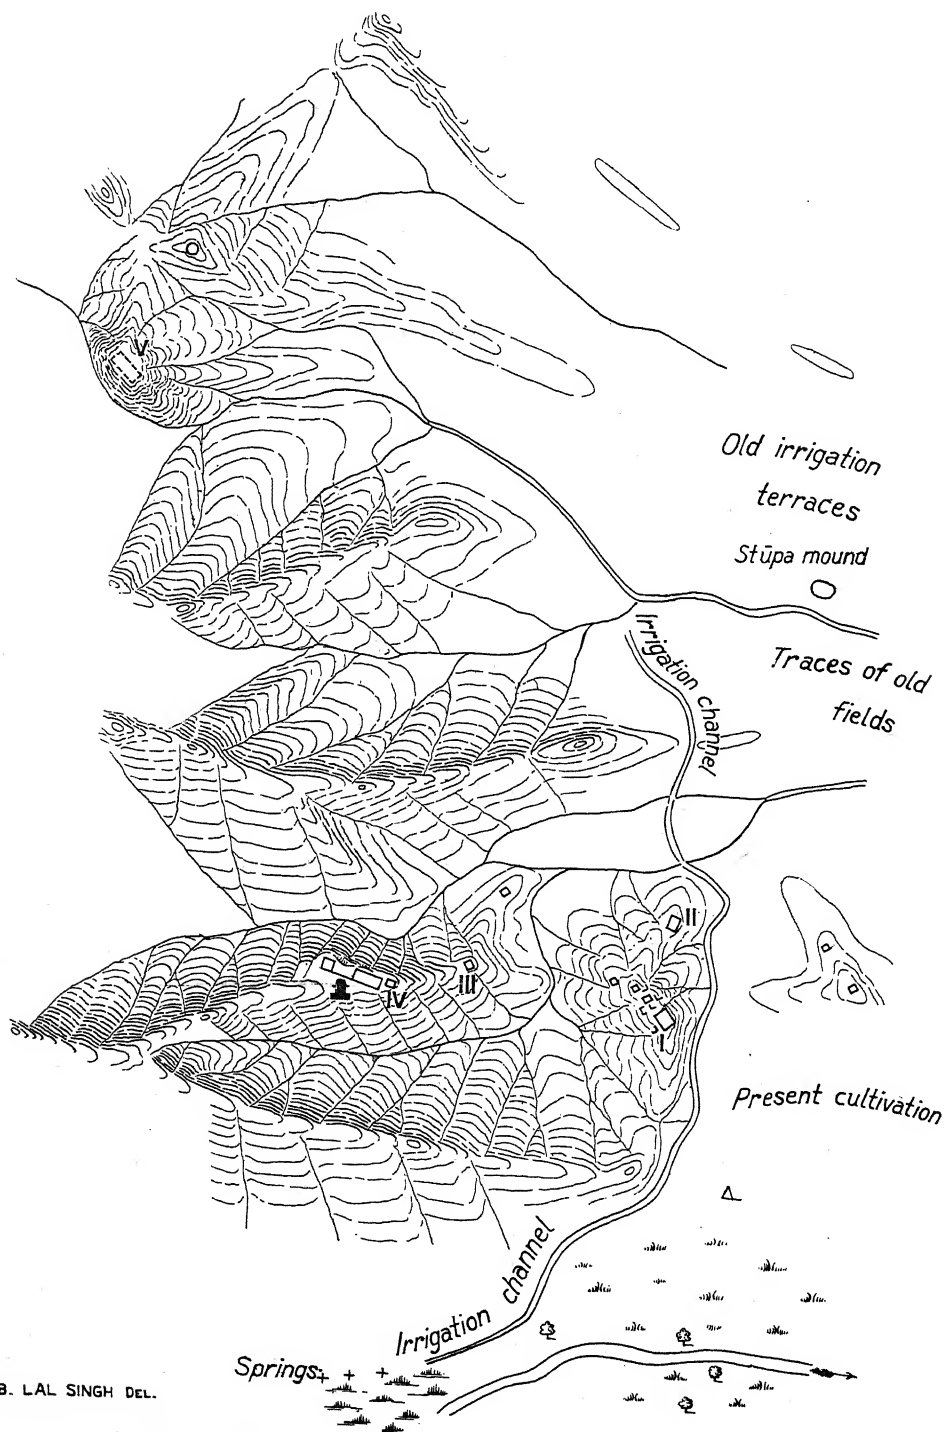 V
Old irrigation
terraces
Stūpa mound
Irrigation channel
Traces of old
fields
II
III
IV
I
Present cultivation
Irrigation channel
Springs
B. LAL SINGH DEL.